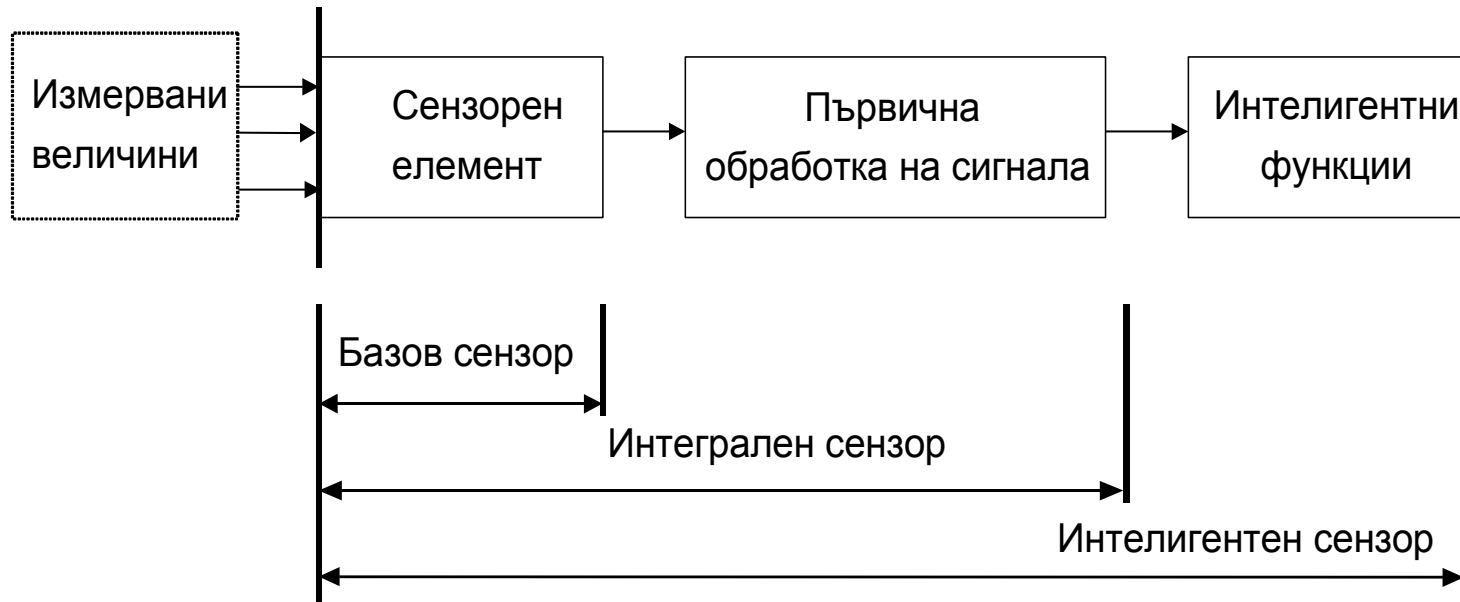 Измервани
величини
Сензорен
елемент
Първична
обработка на сигнала
Интелигентни
функции
Базов сензор
Интегрален сензор
Интелигентен сензор